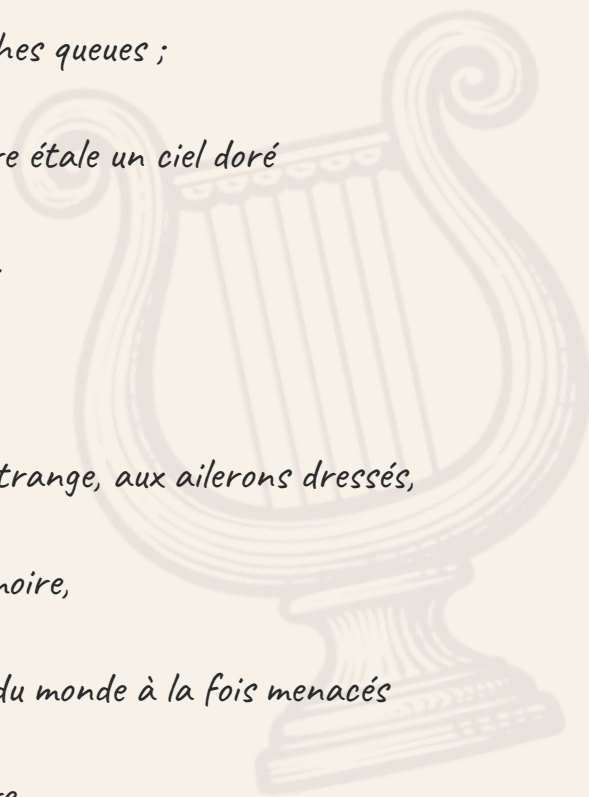 hes queues ;
re étale un ciel doré
.
trange, aux ailerons dressés,
noire,
du monde à la fois menacés